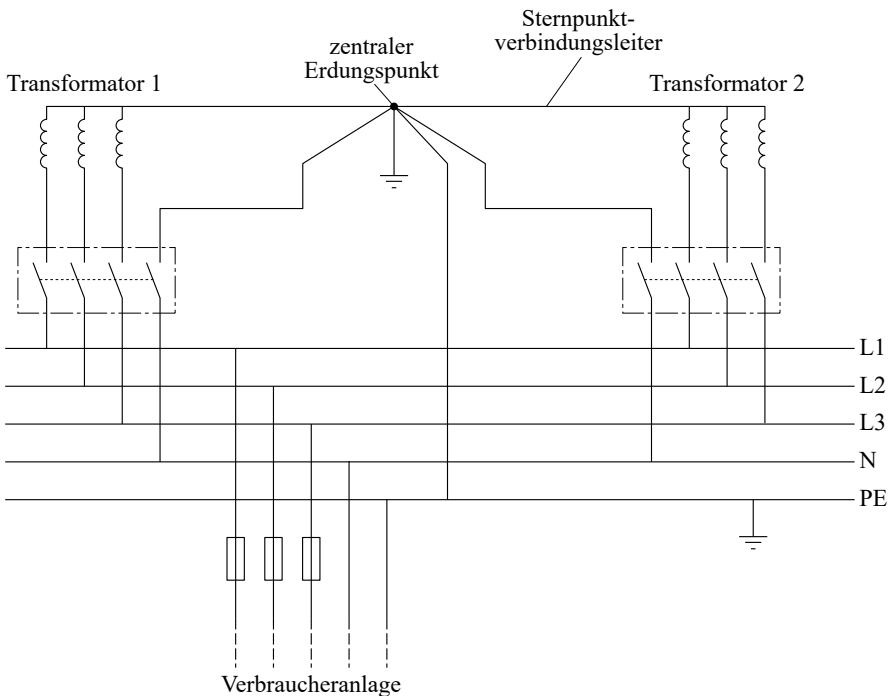 Sternpunkt-
verbindungsleiter
zentraler
Erdungspunkt
Transformator 1
Transformator 2
L1
L2
L3
N
PE
Verbraucheranlage